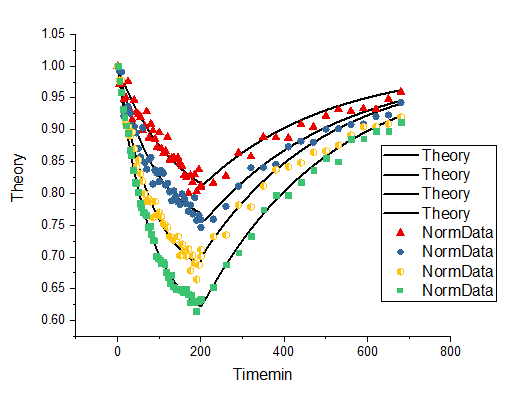 1.05
1.00
0.95
0.90
0.85
0.80
0.75
0.70
0.65
0.60
Theory
0
200
400
600
800
Timemin
Theory
Theory
Theory
Theory
NormData
NormData
NormData
NormData